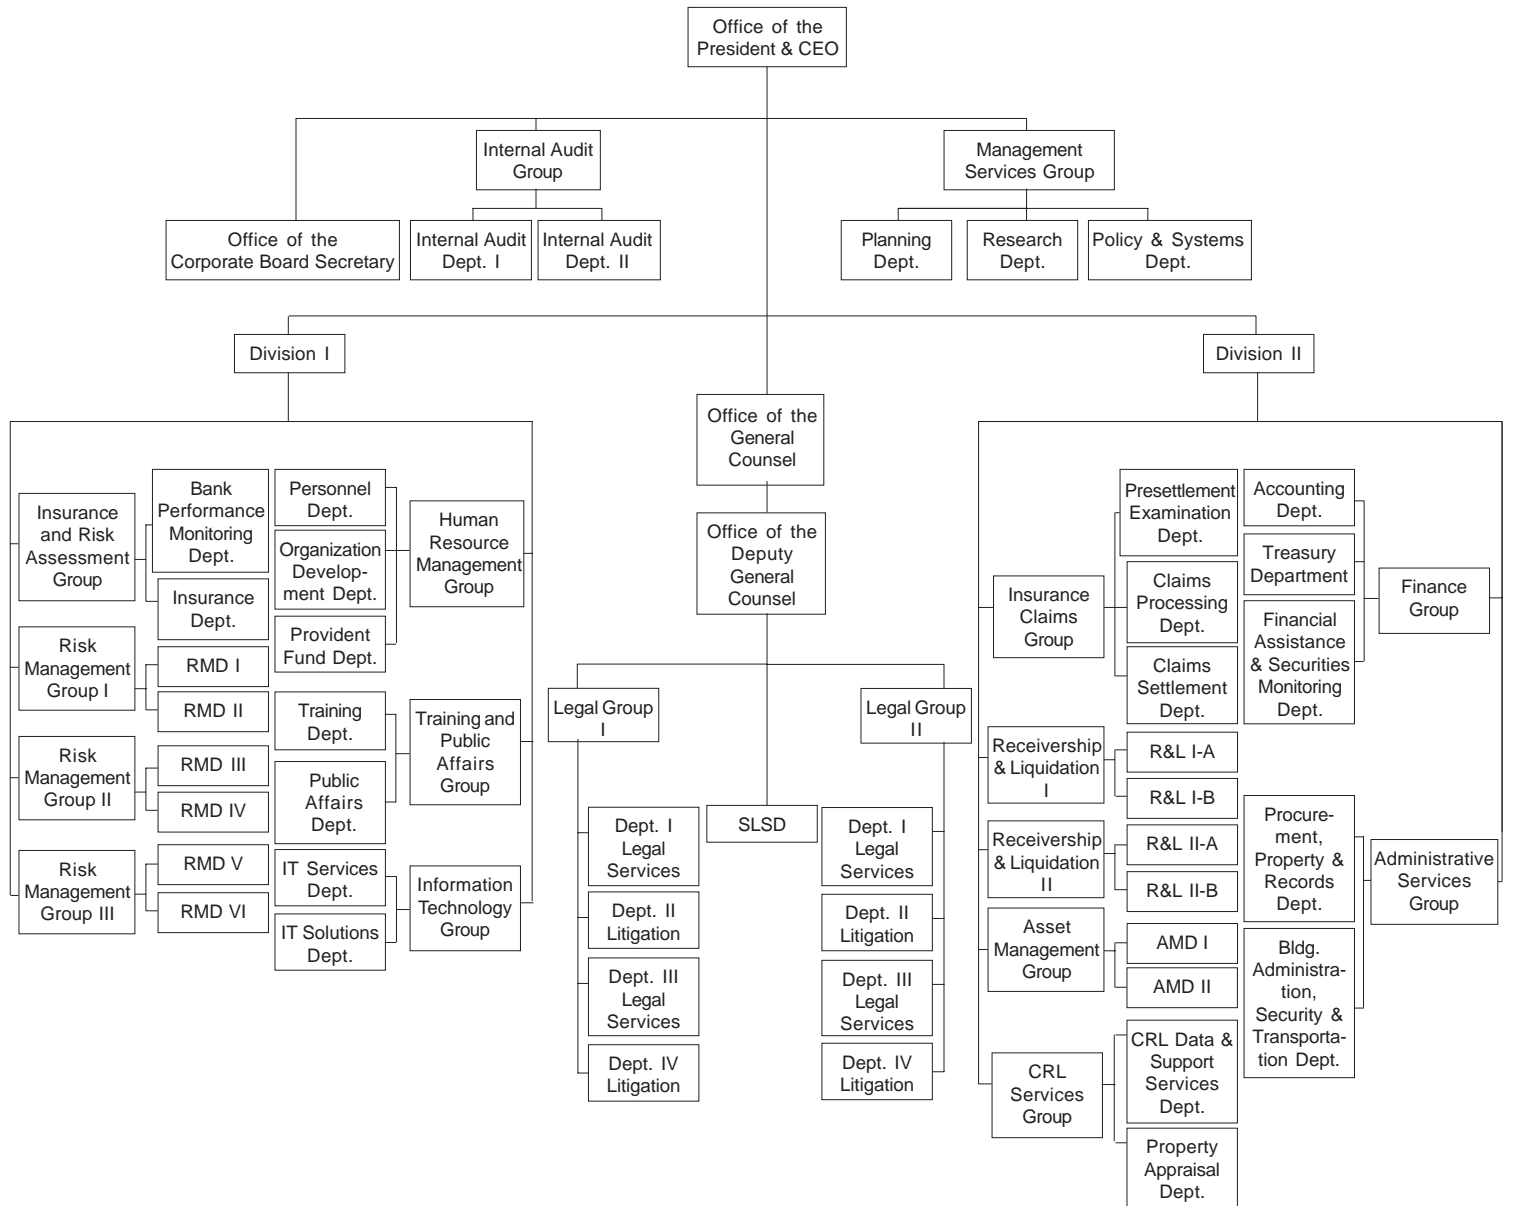 Office of the
President & CEO
Internal Audit
Group
Management
Services Group
Office of the
Corporate Board Secretary
Internal Audit
Dept. I
Internal Audit
Dept. II
Planning
Dept.
Research
Dept.
Policy & Systems
Dept.
Division I
Division II
Office of the
General
Counsel
Office of the
Deputy
General
Counsel
Insurance
and Risk
Assessment
Group
Bank
Performance
Monitoring
Dept.
Insurance
Dept.
Risk
Management
Group I
RMD I
RMD II
Risk
Management
Group II
RMD III
RMD IV
Risk
Management
Group III
RMD V
RMD VI
Personnel
Dept.
Organization
Develop-
ment Dept.
Provident
Fund Dept.
Human
Resource
Management
Group
Training
Dept.
Public
Affairs
Dept.
Training and
Public
Affairs
Group
IT Services
Dept.
IT Solutions
Dept.
Information
Technology
Group
Legal Group
I
Dept. I
Legal
Services
Dept. II
Litigation
Dept. III
Legal
Services
Dept. IV
Litigation
SLSD
Legal Group
II
Dept. I
Legal
Services
Dept. II
Litigation
Dept. III
Legal
Services
Dept. IV
Litigation
Insurance
Claims
Group
Presettlement
Examination
Dept.
Claims
Processing
Dept.
Claims
Settlement
Dept.
Receivership
& Liquidation
I
R&L I-A
R&L I-B
Receivership
& Liquidation
II
R&L II-A
R&L II-B
Asset
Management
Group
AMD I
AMD II
CRL
Services
Group
CRL Data &
Support
Services
Dept.
Property
Appraisal
Dept.
Accounting
Dept.
Treasury
Department
Financial
Assistance
& Securities
Monitoring
Dept.
Finance
Group
Procure-
ment,
Property &
Records
Dept.
Bldg.
Administra-
tion,
Security &
Transporta-
tion Dept.
Administrative
Services
Group